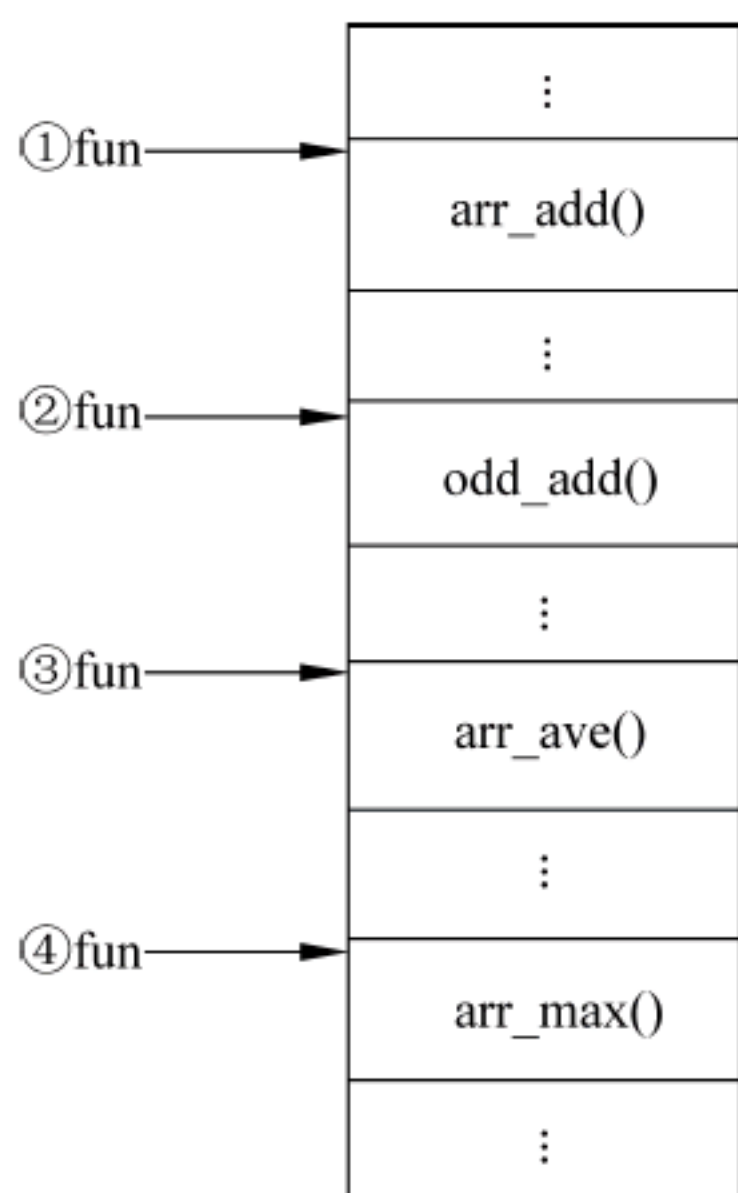 ⋮
①fun
arr_add()
⋮
②fun
odd_add()
⋮
③fun
arr_ave()
⋮
④fun
arr_max()
⋮